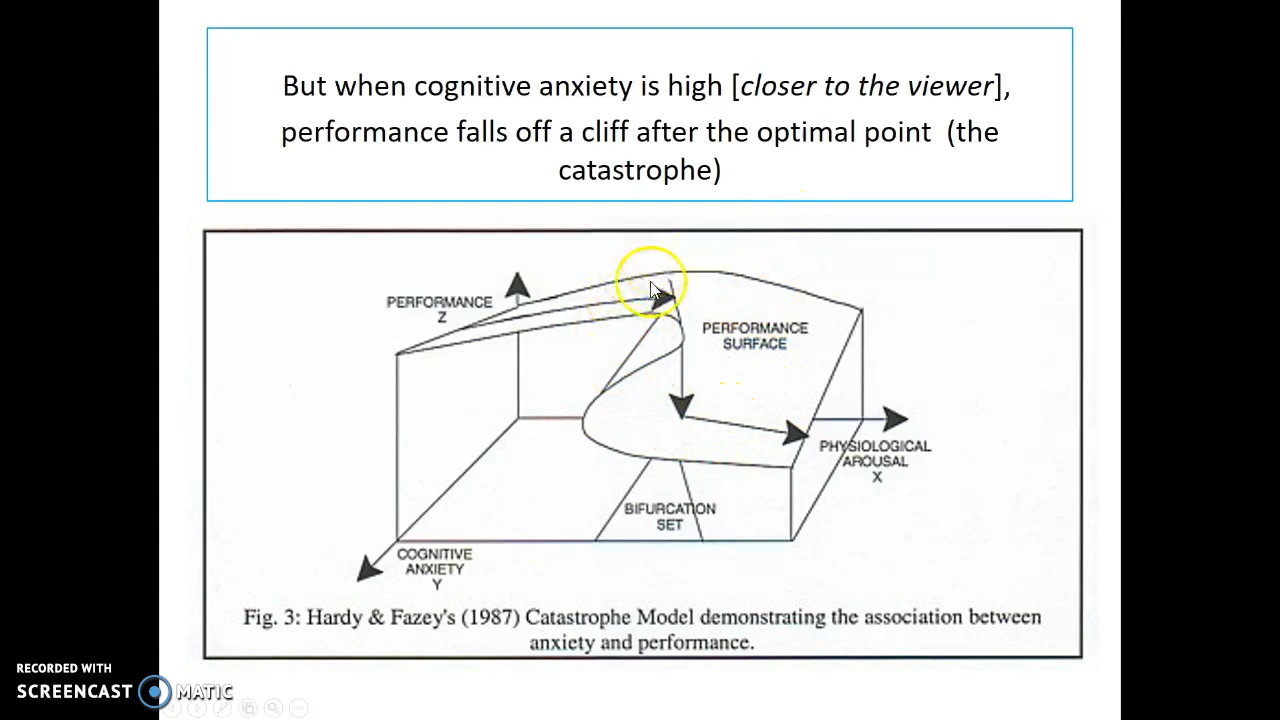 But when cognitive anxiety is high [closer to the viewer],
performance falls off a cliff after the optimal point (the
catastrophe)
PERFORMANCE
Z
PERFORMANCE
SURFACE
PHYSIOLOGICAL
AROUSAL
X
BIFURCATION
SET
COGNITIVE
ANXIETY
Y
Fig. 3: Hardy & Fazey's (1987) Catastrophe Model demonstrating the association between
anxiety and performance.
RECORDED WITH
SCREENCAST MATIC